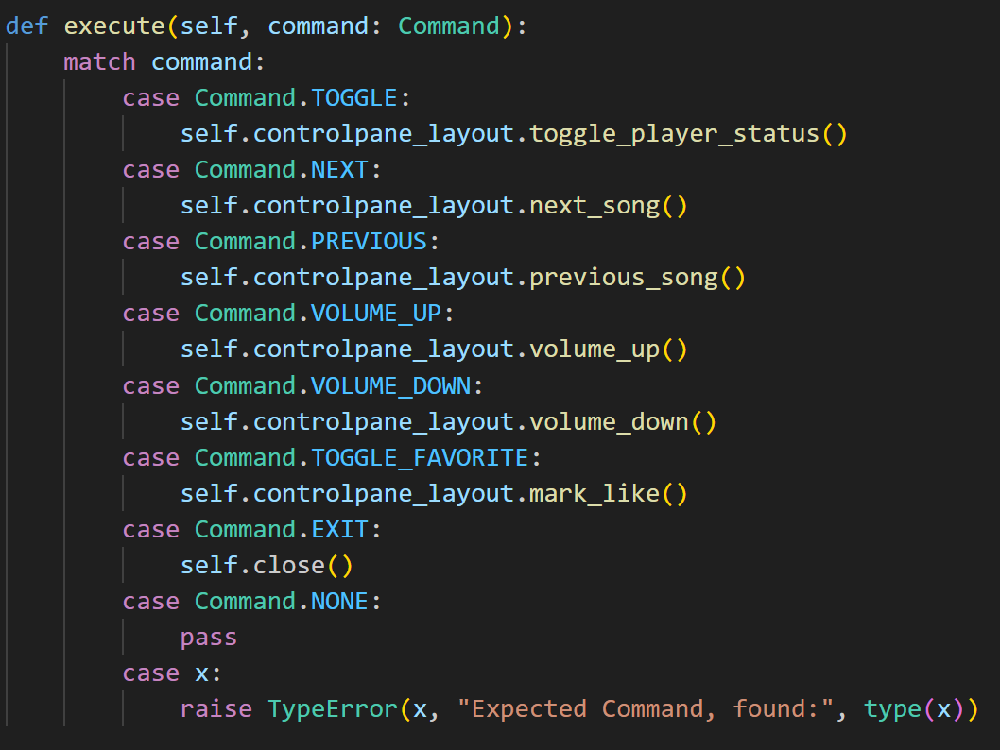 def execute(self, command: Command):
    match command:
        case Command.TOGGLE:
            self.controlpane_layout.toggle_player_status()
        case Command.NEXT:
            self.controlpane_layout.next_song()
        case Command.PREVIOUS:
            self.controlpane_layout.previous_song()
        case Command.VOLUME_UP:
            self.controlpane_layout.volume_up()
        case Command.VOLUME_DOWN:
            self.controlpane_layout.volume_down()
        case Command.TOGGLE_FAVORITE:
            self.controlpane_layout.mark_like()
        case Command.EXIT:
            self.close()
        case Command.NONE:
            pass
        case x:
            raise TypeError(x, "Expected Command, found:", type(x))